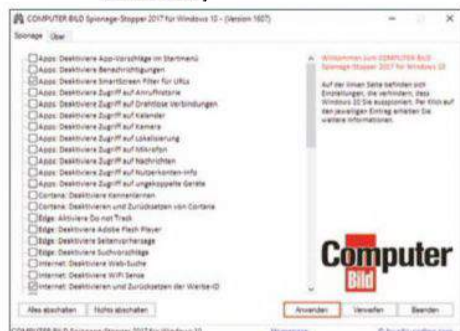 COMPUTER BILD Spionage-Stopper 2017 für Windows 10 - (Version 1607)
Spionage Über
Apps: Deaktiviere App-Vorschläge im Startmenü
Apps: Deaktiviere Benachrichtigungen
Apps: Deaktiviere SmartScreen Filter für URLs
Apps: Deaktiviere Zugriff auf Anrufhistorie
Apps: Deaktiviere Zugriff auf Drahtlose Verbindungen
Apps: Deaktiviere Zugriff auf Kalender
Apps: Deaktiviere Zugriff auf Kamera
Apps: Deaktiviere Zugriff auf Lokalisierung
Apps: Deaktiviere Zugriff auf Mikrofon
Apps: Deaktiviere Zugriff auf Nachrichten
Apps: Deaktiviere Zugriff auf Nutzerkonten-Info
Apps: Deaktiviere Zugriff auf ungekoppelte Geräte
Cortana: Deaktiviere Kennenlernen
Cortana: Deaktivieren und Zurücksetzen von Cortana
Edge: Aktiviere Do not Track
Edge: Deaktiviere Adobe Flash Player
Edge: Deaktiviere Seitenvorhersage
Edge: Deaktiviere Suchvorschläge
Internet: Deaktiviere Web-Suche
Internet: Deaktiviere WiFi Sense
Internet: Deaktivieren und Zurücksetzen der Werbe-ID
Willkommen zum COMPUTER BILD
Spionage-Stopper 2017 für Windows 10
Auf der linken Seite befinden sich
Einstellungen, die verhindern, dass
Windows 10 Sie ausspioniert. Per Klick auf
den jeweiligen Eintrag erhalten Sie
weitere Informationen.
Computer
Bild
Alles abschalten Nichts abschalten Anwenden Verwerfen Beenden
COMPUTER BILD Spionage-Stopper 2017 für Windows 10